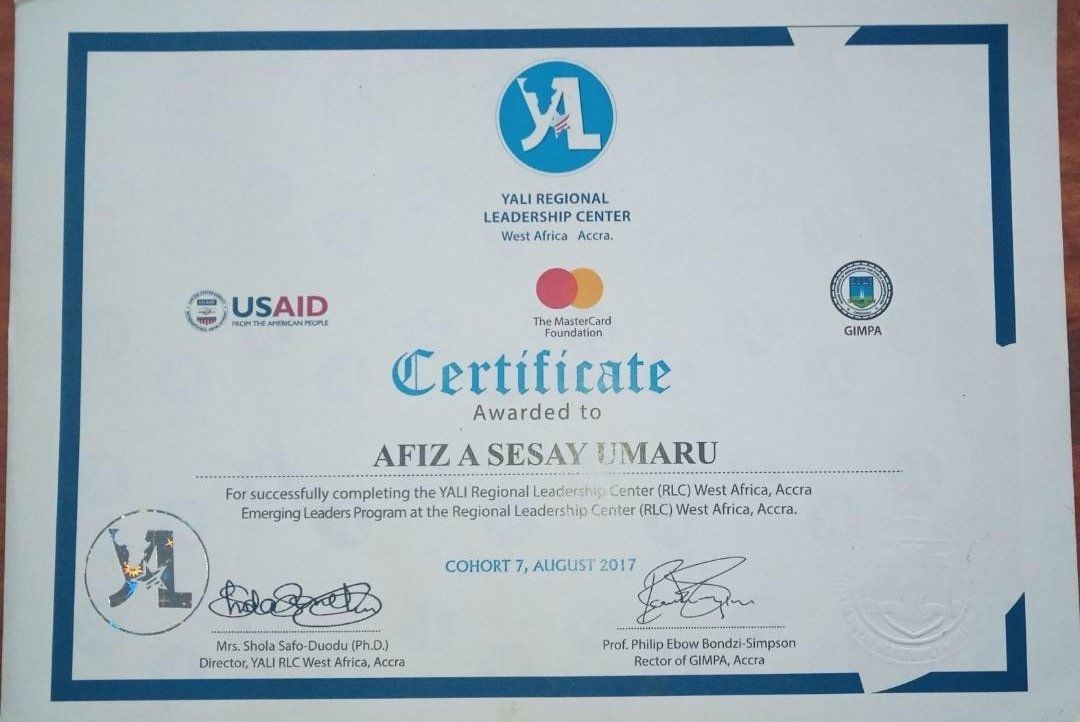 YALI
YALI REGIONAL
LEADERSHIP CENTER
West Africa Accra.
USAID
FROM THE AMERICAN PEOPLE
The MasterCard
Foundation
GIMPA
Certificate
Awarded to
AFIZ A SESAY UMARU
For successfully completing the YALI Regional Leadership Center (RLC) West Africa, Accra
Emerging Leaders Program at the Regional Leadership Center (RLC) West Africa, Accra.
COHORT 7, AUGUST 2017
Mrs. Shola Safo-Duodu (Ph.D.)
Director, YALI RLC West Africa, Accra
Prof. Philip Ebow Bondzi-Simpson
Rector of GIMPA, Accra